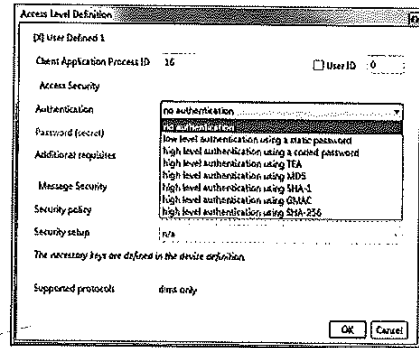 Access Level Definition
[X] User Defined 1
Client Application Process ID 16 User ID 0
Access Security
Authentication no authentication
no authentication
Password (secret) low level authentication using a static password
high level authentication using a coded password
Additional requisites high level authentication using TEA
high level authentication using MD5
Message Security high level authentication using SHA-1
high level authentication using GMAC
Security policy high level authentication using SHA-256
Security setup n/a
The necessary keys are defined in the device definition.
Supported protocols dlms only
OK Cancel